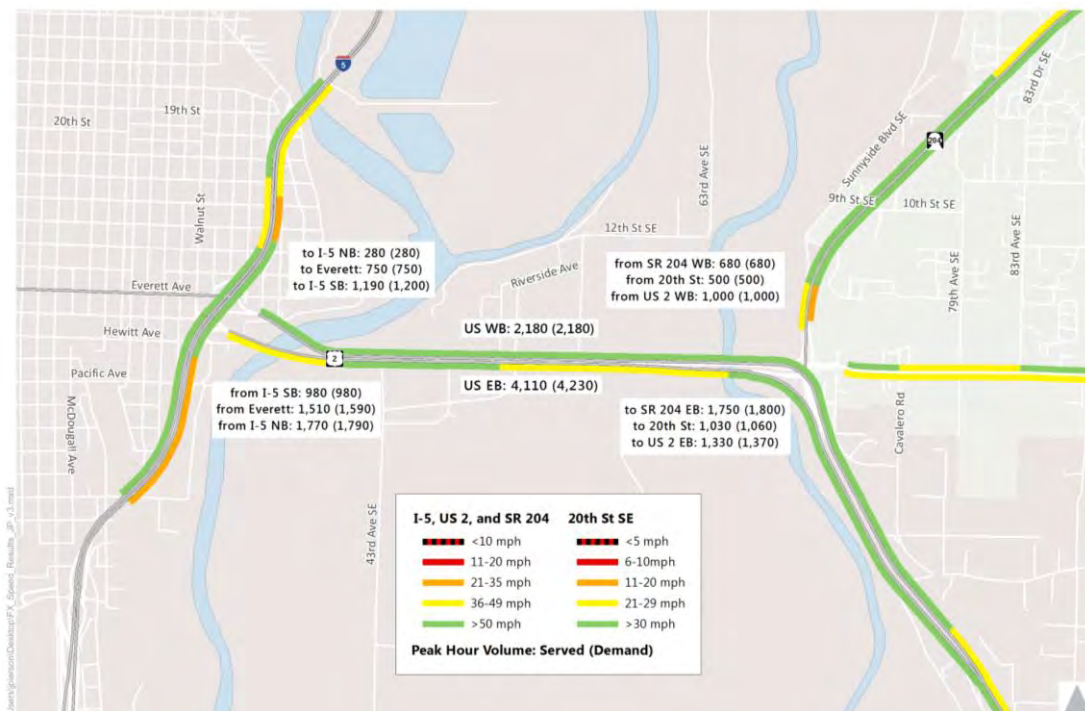 5
19th St
20th St
Walnut St
83rd Dr SE
Sunnyside Blvd SE
204
63rd Ave SE
9th St SE
10th St SE
12th St SE
to I-5 NB: 280 (280)
to Everett: 750 (750)
to I-5 SB: 1,190 (1,200)
from SR 204 WB: 680 (680)
from 20th St: 500 (500)
from US 2 WB: 1,000 (1,000)
79th Ave SE
83rd Ave SE
Riverside Ave
Everett Ave
Hewitt Ave
US WB: 2,180 (2,180)
2
Pacific Ave
US EB: 4,110 (4,230)
McDougall Ave
from I-5 SB: 980 (980)
from Everett: 1,510 (1,590)
from I-5 NB: 1,770 (1,790)
to SR 204 EB: 1,750 (1,800)
to 20th St: 1,030 (1,060)
to US 2 EB: 1,330 (1,370)
Cavalero Rd
43rd Ave SE
I-5, US 2, and SR 204 20th St SE
<10 mph <5 mph
11-20 mph 6-10mph
21-35 mph 11-20 mph
36-49 mph 21-29 mph
>50 mph >30 mph
Peak Hour Volume: Served (Demand)